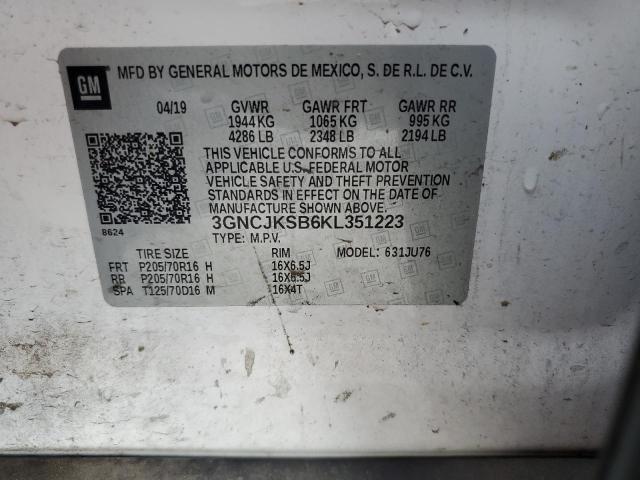 GM
MFD BY GENERAL MOTORS DE MEXICO, S. DE R.L. DE C.V.
04/19 GVWR GAWR FRT GAWR RR
1944 KG 1065 KG 995 KG
4286 LB 2348 LB 2194 LB
THIS VEHICLE CONFORMS TO ALL
APPLICABLE U.S. FEDERAL MOTOR
VEHICLE SAFETY AND THEFT PREVENTION
STANDARDS IN EFFECT ON THE DATE OF
MANUFACTURE SHOWN ABOVE.
8624
3GNCJKSB6KL351223
TYPE: M.P.V.
TIRE SIZE RIM MODEL: 631JU76
FRT P205/70R16 H 16X6.5J
RR P205/70R16 H 16X6.5J
SPA T125/70D16 M 16X4T